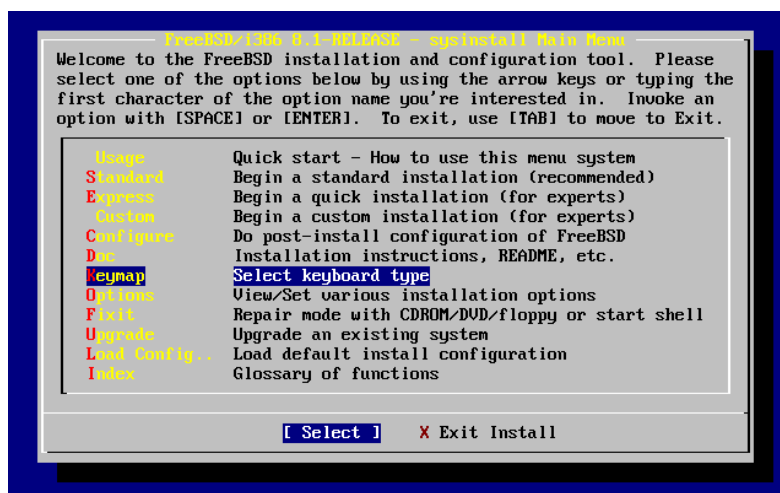 FreeBSD/i386 8.1-RELEASE - sysinstall Main Menu
Welcome to the FreeBSD installation and configuration tool.  Please
select one of the options below by using the arrow keys or typing the
first character of the option name you're interested in.  Invoke an
option with [SPACE] or [ENTER].  To exit, use [TAB] to move to Exit.
Usage Quick start - How to use this menu system
Standard Begin a standard installation (recommended)
Express Begin a quick installation (for experts)
Custom Begin a custom installation (for experts)
Configure Do post-install configuration of FreeBSD
Doc Installation instructions, README, etc.
Keymap Select keyboard type
Options View/Set various installation options
Fixit Repair mode with CDROM/DVD/floppy or start shell
Upgrade Upgrade an existing system
Load Config.. Load default install configuration
Index Glossary of functions
[ Select ] X Exit Install